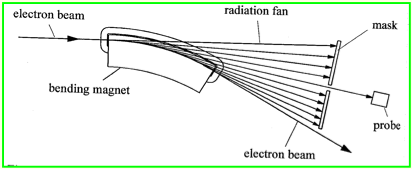 electron beam
radiation fan
mask
bending magnet
probe
electron beam